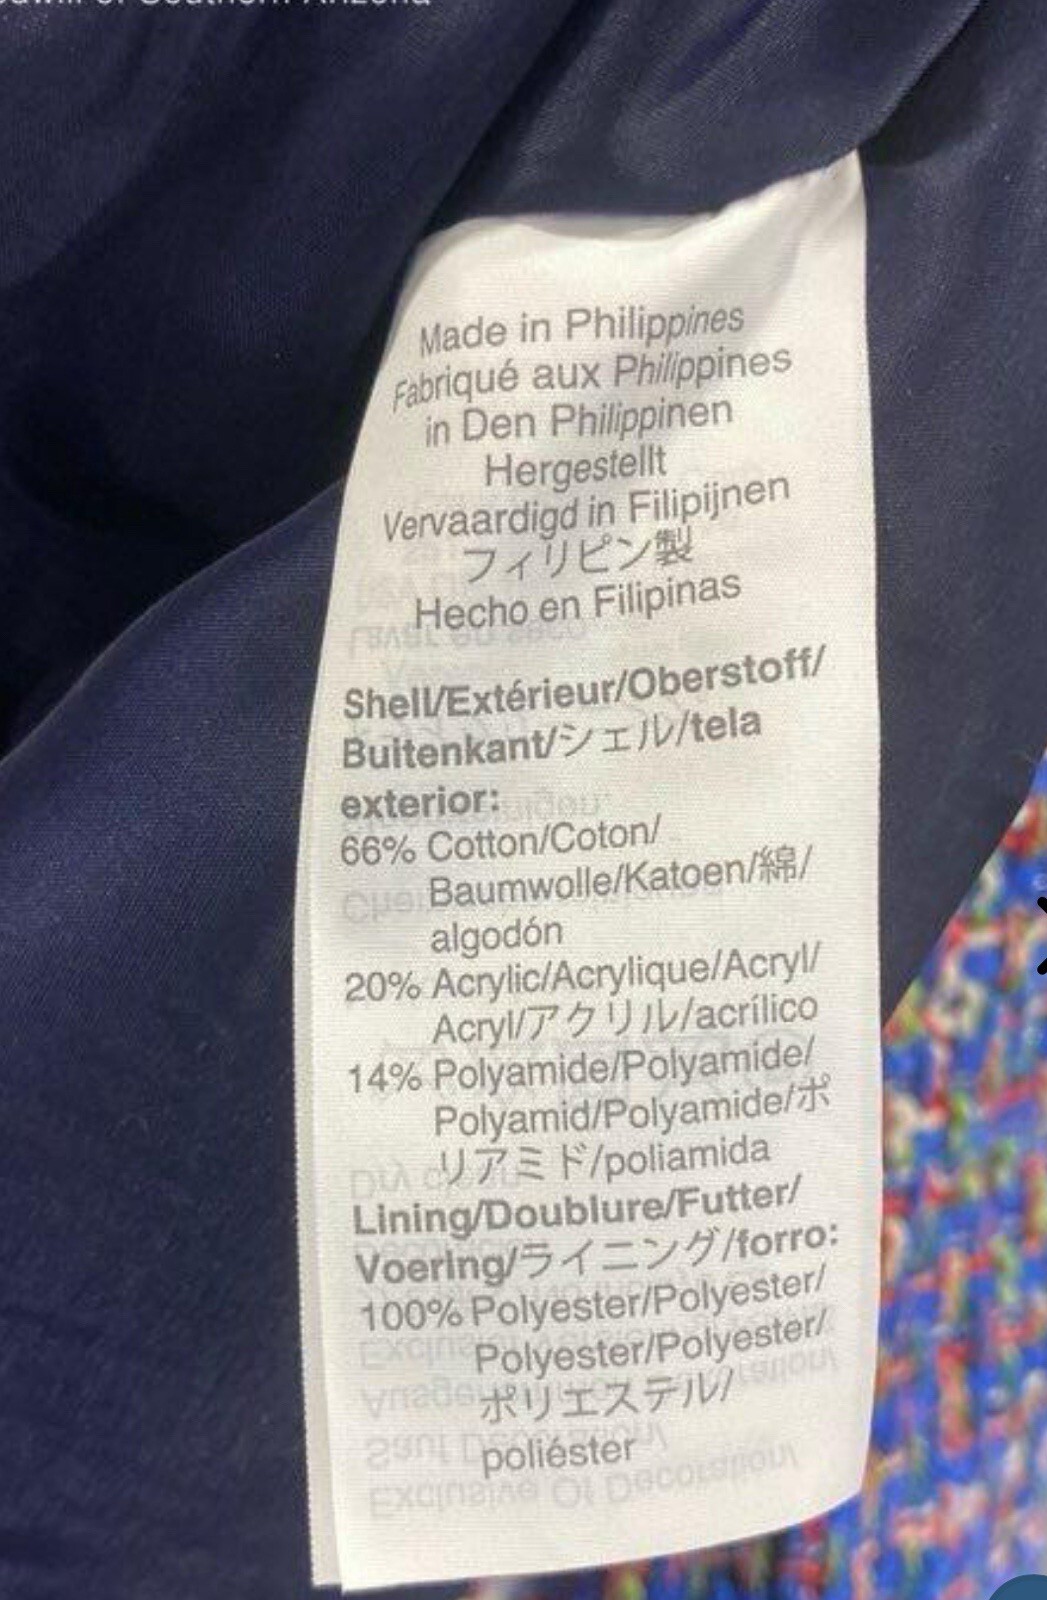 of Southern Arizona
Made in Philippines
Fabriqué aux Philippines
in Den Philippinen
Hergestellt
Vervaardigd in Filipijnen
フィリピン製
Hecho en Filipinas
Shell/Extérieur/Oberstoff/
Buitenkant/シェル/tela
exterior:
66% Cotton/Coton/
Baumwolle/Katoen/綿/
algodón
20% Acrylic/Acrylique/Acryl/
Acryl/アクリル/acrílico
14% Polyamide/Polyamide/
Polyamid/Polyamide/ポ
リアミド/poliamida
Lining/Doublure/Futter/
Voering/ライニング/forro:
100% Polyester/Polyester/
Polyester/Polyester/
ポリエステル/
poliéster